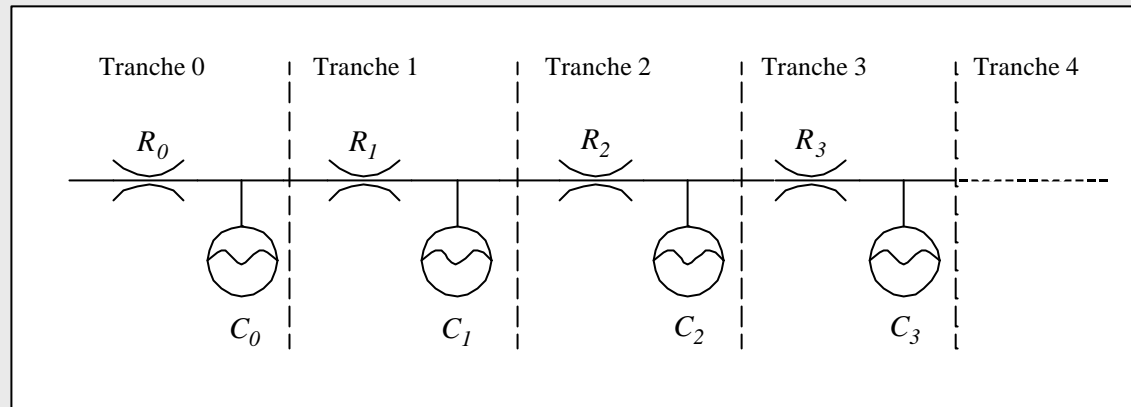 Tranche 0 Tranche 1 Tranche 2 Tranche 3 Tranche 4
R0 R1 R2 R3
C0 C1 C2 C3